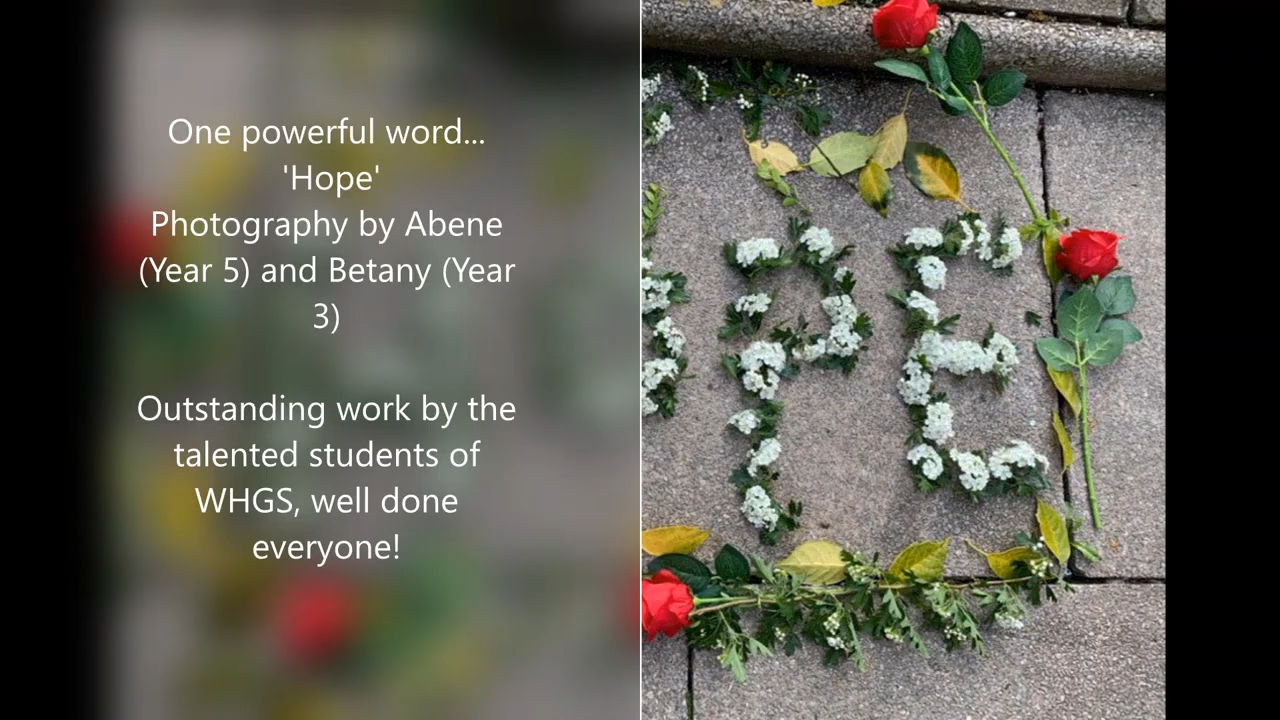 One powerful word...
'Hope'
Photography by Abene
(Year 5) and Betany (Year
3)
Outstanding work by the
talented students of
WHGS, well done
everyone!
PE